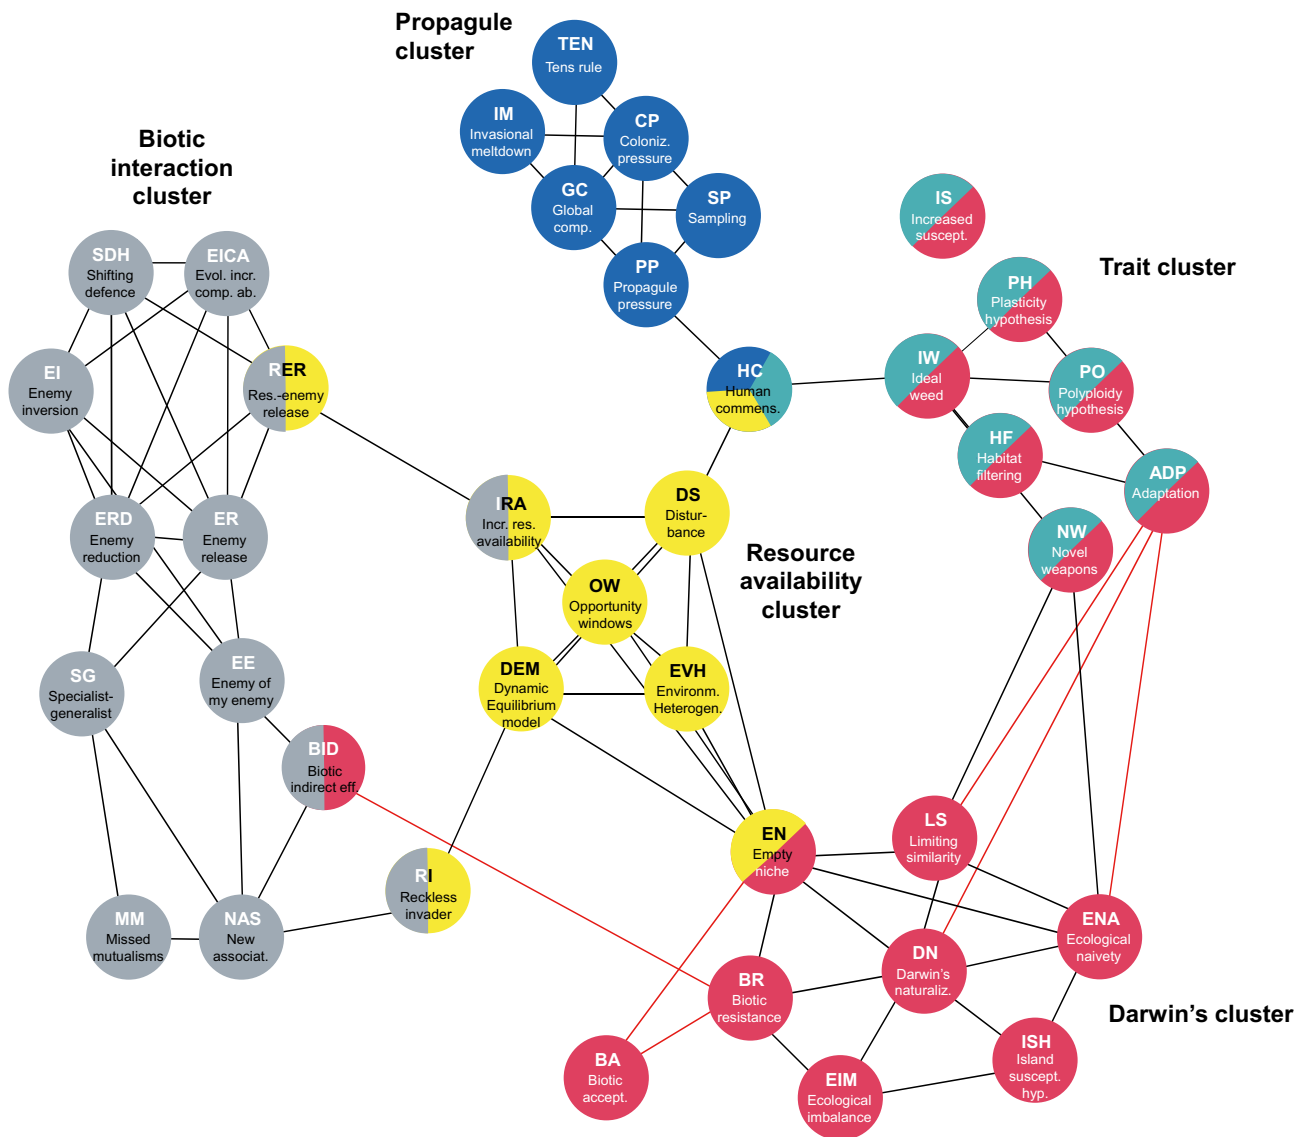 Propagule
cluster
TEN
Tens rule
IM
Invasional
meltdown
CP
Coloniz.
pressure
GC
Global
comp.
SP
Sampling
PP
Propagule
pressure
Biotic
interaction
cluster
SDH
Shifting
defence
EICA
Evol. incr.
comp. ab.
EI
Enemy
inversion
RER
Res.-enemy
release
ERD
Enemy
reduction
ER
Enemy
release
SG
Specialist-
generalist
EE
Enemy of
my enemy
BID
Biotic
indirect eff.
MM
Missed
mutualisms
NAS
New
associat.
RI
Reckless
invader
HC
Human
commens.
IRA
Incr. res.
availability
DS
Distur-
bance
OW
Opportunity
windows
DEM
Dynamic
Equilibrium
model
EVH
Environm.
Heterogen.
Resource
availability
cluster
IS
Increased
suscept.
Trait cluster
PH
Plasticity
hypothesis
IW
Ideal
weed
PO
Polyploidy
hypothesis
HF
Habitat
filtering
ADP
Adaptation
NW
Novel
weapons
EN
Empty
niche
LS
Limiting
similarity
ENA
Ecological
naivety
DN
Darwin's
naturaliz.
BR
Biotic
resistance
BA
Biotic
accept.
EIM
Ecological
imbalance
ISH
Island
suscept.
hyp.
Darwin's cluster